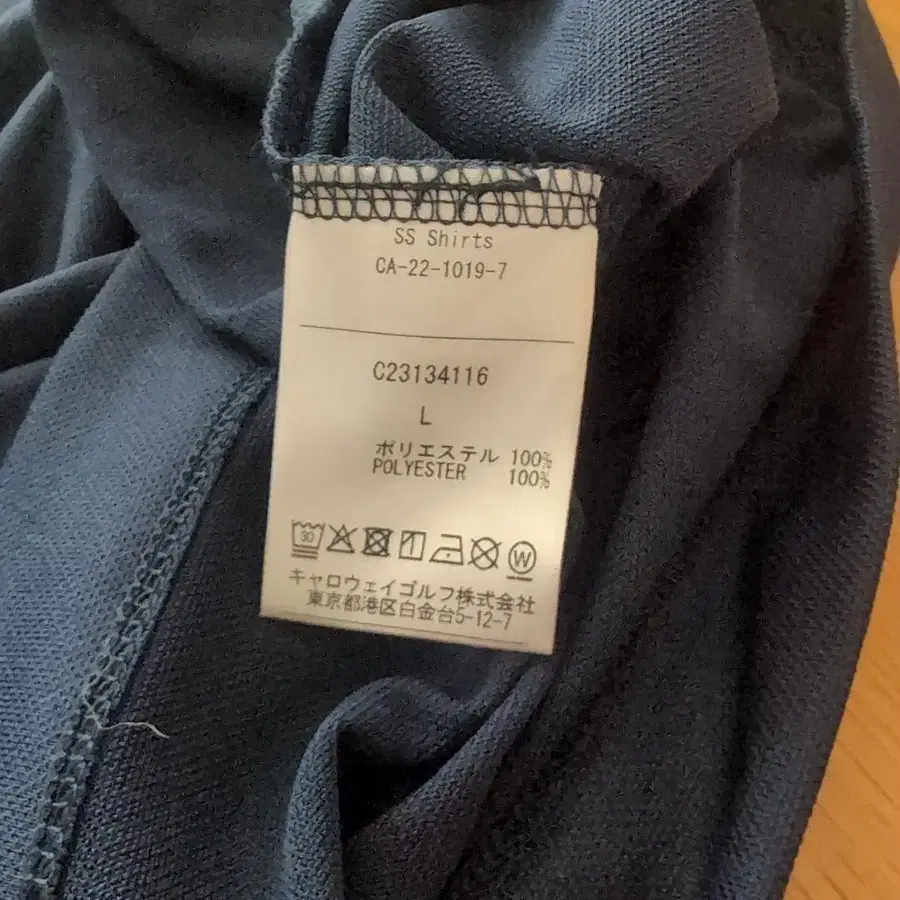 SS Shirts
CA-22-1019-7
C23134116
L
ポリエステル 100%
POLYESTER 100%
30 W
キャロウェイゴルフ株式会社
東京都港区白金台5-12-7